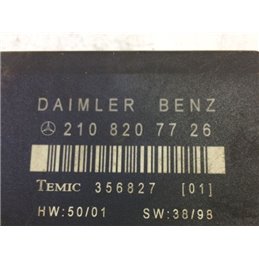 DAIMLER BENZ
210 820 77 26
TEMIC 356827 [01]
HW:50/01 SW:38/98